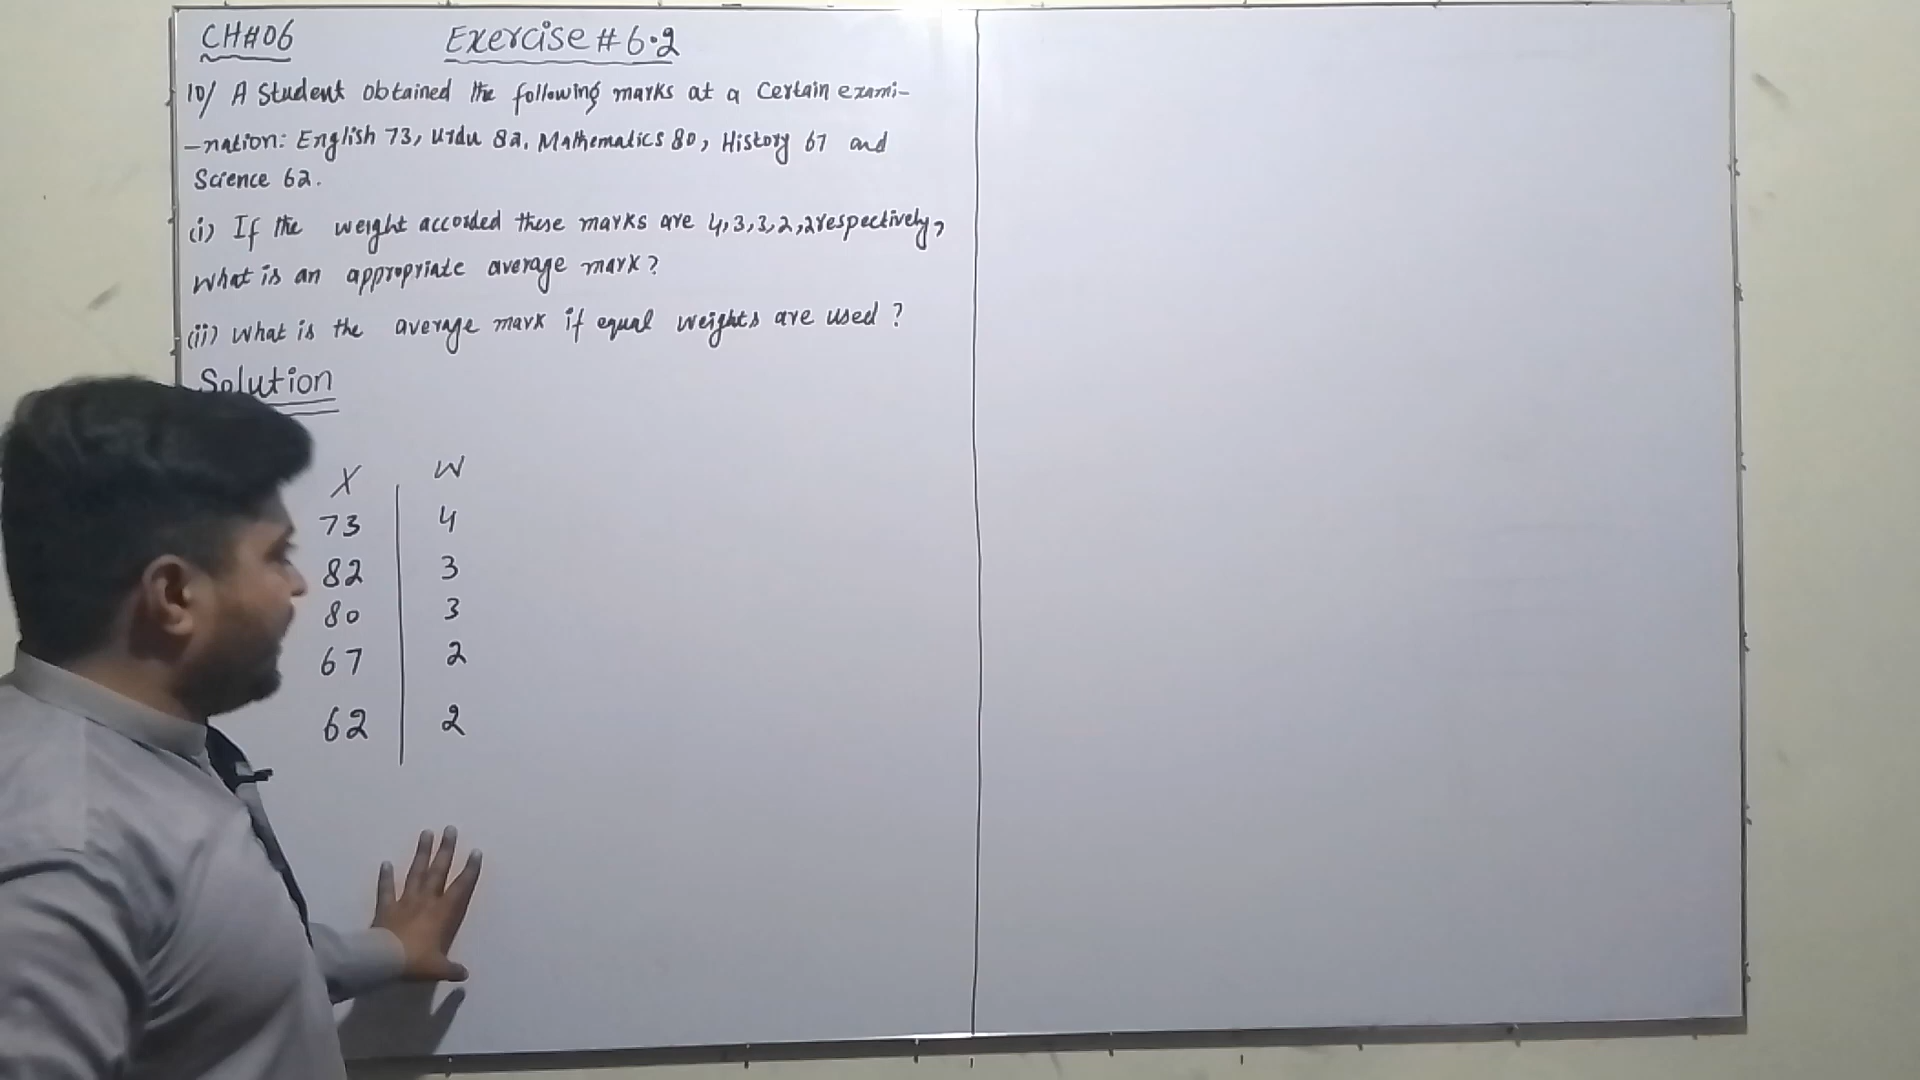 CH#06 Exercise # 6.2
10/ A Student obtained the following marks at a Certain exami-
-nation: English 73, Urdu 82, Mathematics 80, History 67 and
Science 62.
(i) If the weight accorded these marks are 4,3,3,2,2 respectively,
What is an appropriate average mark?
(ii) What is the average mark if equal weights are used ?
Solution
X W
73 4
82 3
80 3
67 2
62 2